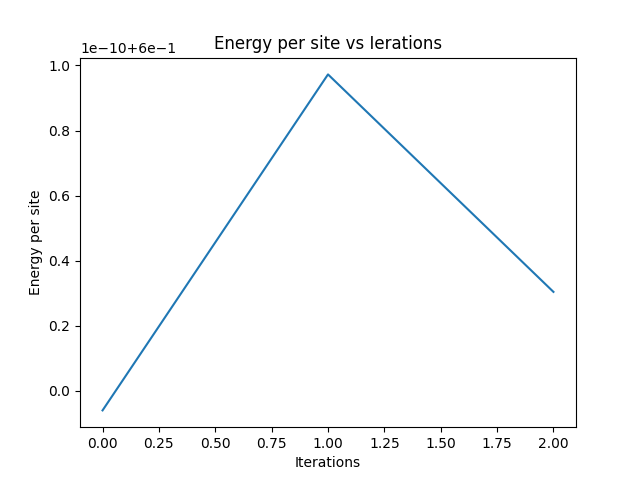 Energy per site vs Ierations
1e−10+6e−1
1.0
0.8
0.6
0.4
0.2
0.0
Energy per site
0.00 0.25 0.50 0.75 1.00 1.25 1.50 1.75 2.00
Iterations